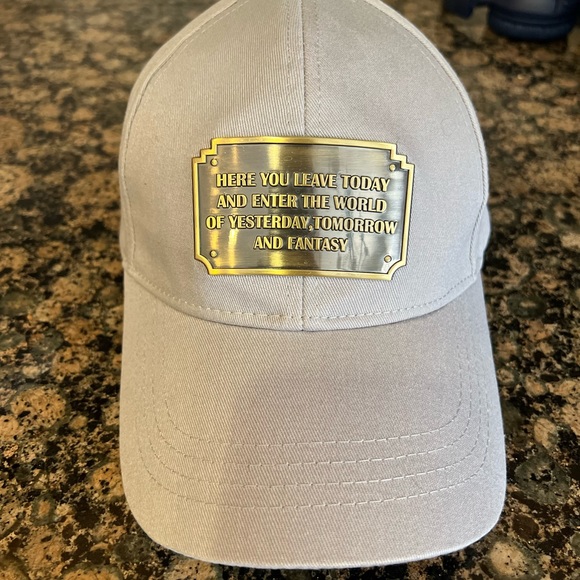 HERE YOU LEAVE TODAY
AND ENTER THE WORLD
OF YESTERDAY,TOMORROW
AND FANTASY